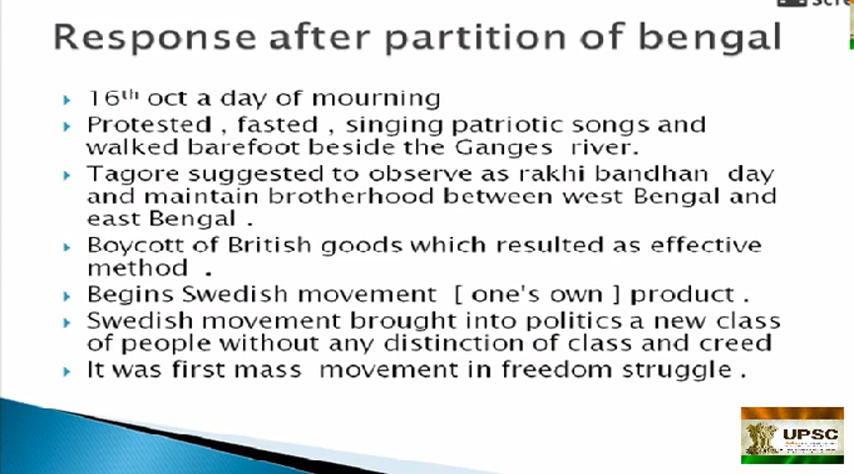 Response after partition of bengal
16th oct a day of mourning
Protested , fasted , singing patriotic songs and
walked barefoot beside the Ganges river.
Tagore suggested to observe as rakhi bandhan day
and maintain brotherhood between west Bengal and
east Bengal .
Boycott of British goods which resulted as effective
method .
Begins Swedish movement [ one's own ] product .
Swedish movement brought into politics a new class
of people without any distinction of class and creed
It was first mass movement in freedom struggle .
UPSC